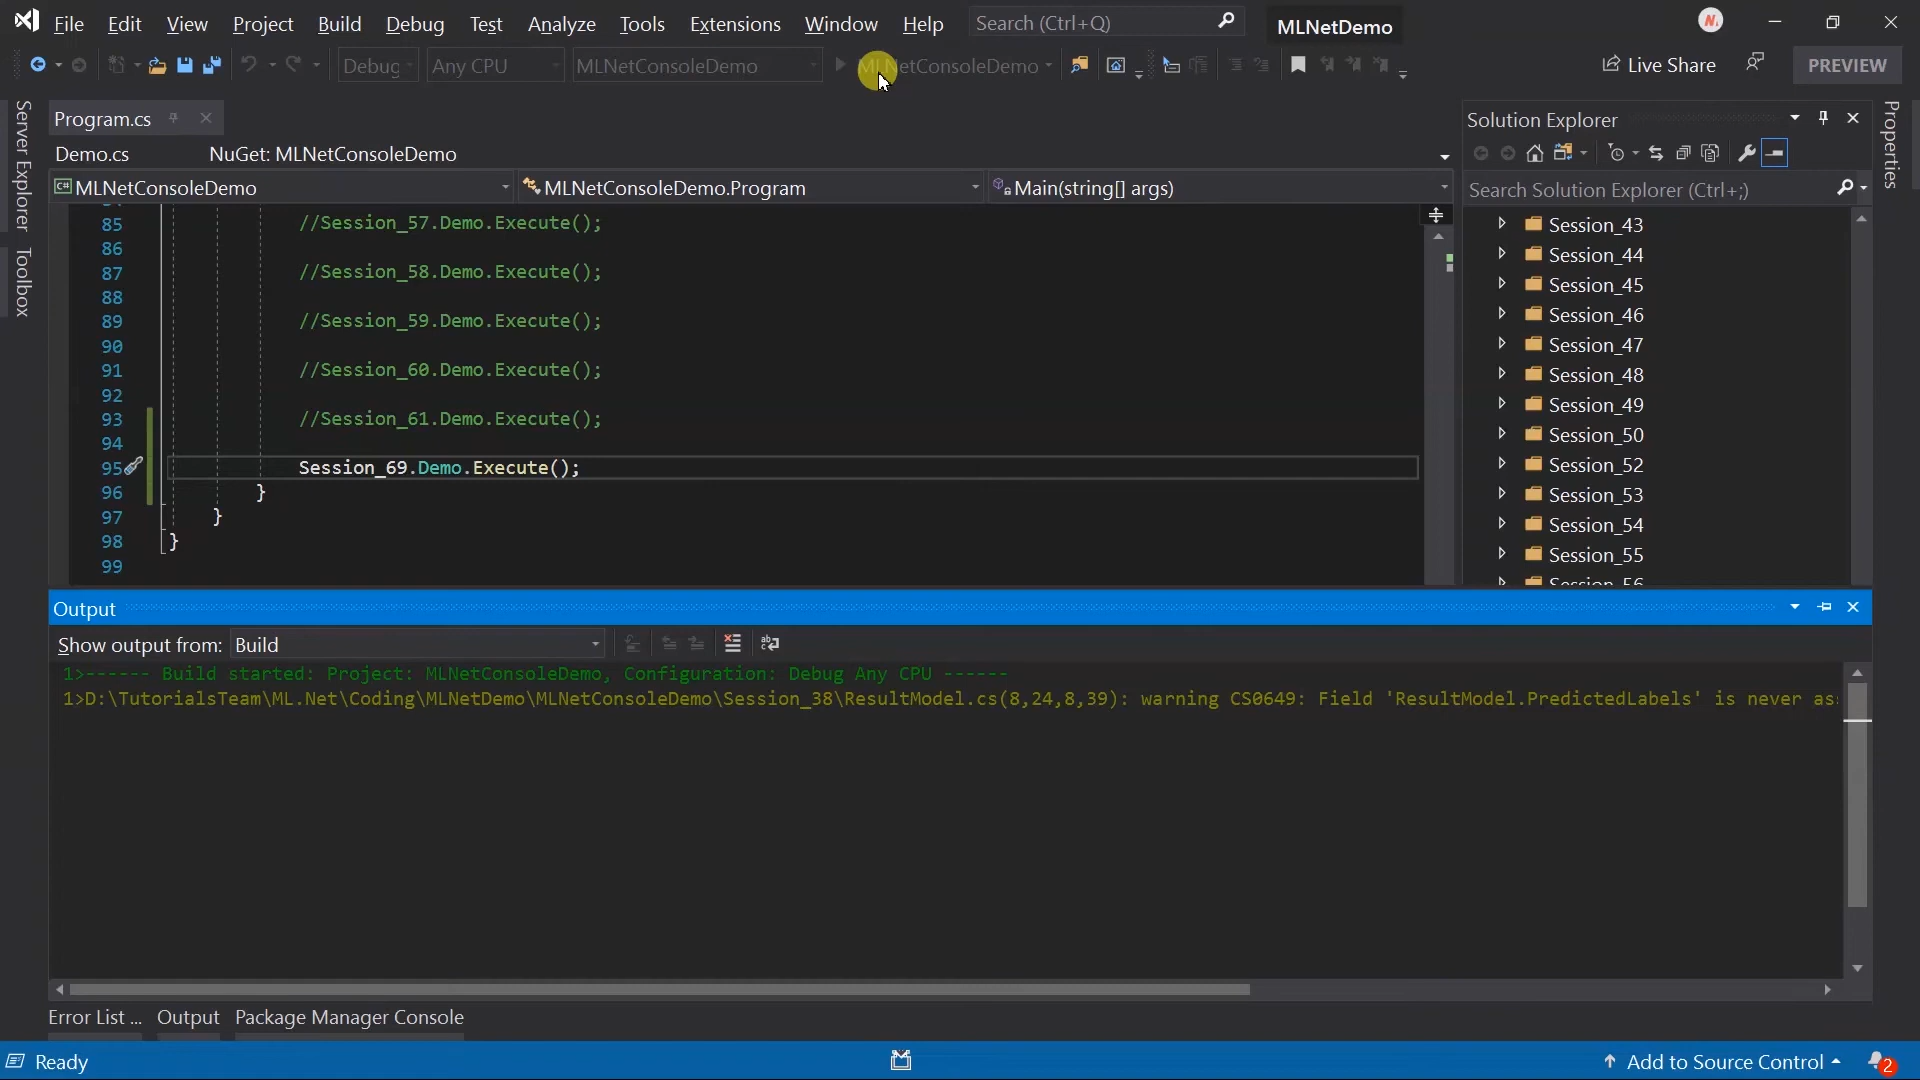 File Edit View Project Build Debug Test Analyze Tools Extensions Window Help Search (Ctrl+Q) MLNetDemo
Debug Any CPU MLNetConsoleDemo MLNetConsoleDemo Live Share PREVIEW
Server Explorer
Toolbox
Program.cs
Demo.cs NuGet: MLNetConsoleDemo
MLNetConsoleDemo MLNetConsoleDemo.Program Main(string[] args)
85 //Session_57.Demo.Execute();
86
87 //Session_58.Demo.Execute();
88
89 //Session_59.Demo.Execute();
90
91 //Session_60.Demo.Execute();
92
93 //Session_61.Demo.Execute();
94
95 Session_69.Demo.Execute();
96 }
97 }
98 }
99
Solution Explorer
Search Solution Explorer (Ctrl+;)
Session_43
Session_44
Session_45
Session_46
Session_47
Session_48
Session_49
Session_50
Session_52
Session_53
Session_54
Session_55
Session_56
Properties
Output
Show output from: Build
1>------ Build started: Project: MLNetConsoleDemo, Configuration: Debug Any CPU ------
1>D:\TutorialsTeam\ML.Net\Coding\MLNetDemo\MLNetConsoleDemo\Session_38\ResultModel.cs(8,24,8,39): warning CS0649: Field 'ResultModel.PredictedLabels' is never as
Error List ... Output Package Manager Console
Ready Add to Source Control 2